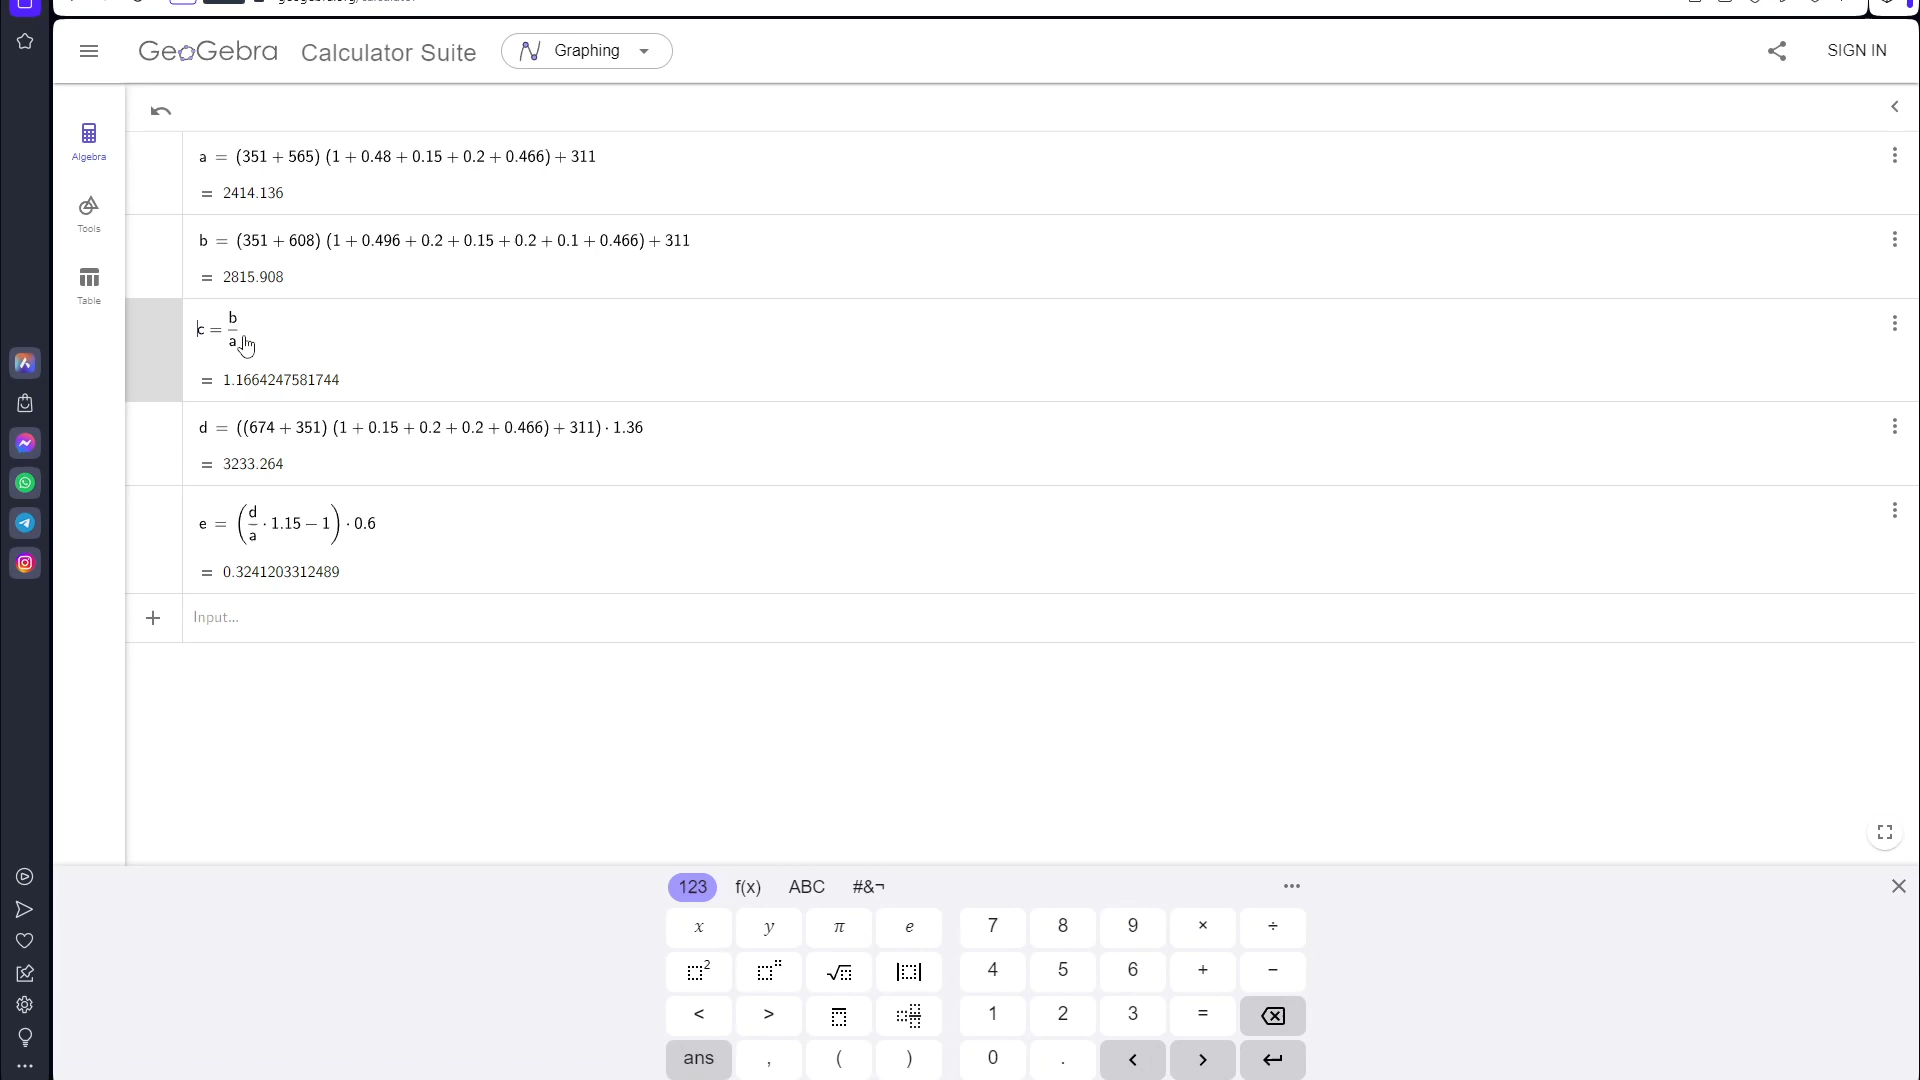 GeoGebra Calculator Suite Graphing SIGN IN
Algebra
Tools
Table
a = (351 + 565) (1 + 0.48 + 0.15 + 0.2 + 0.466) + 311
= 2414.136
b = (351 + 608) (1 + 0.496 + 0.2 + 0.15 + 0.2 + 0.1 + 0.466) + 311
= 2815.908
c = b/a
= 1.1664247581744
d = ((674 + 351) (1 + 0.15 + 0.2 + 0.2 + 0.466) + 311) · 1.36
= 3233.264
e = (d/a · 1.15 − 1) · 0.6
= 0.3241203312489
+ Input...
123 f(x) ABC #&¬
x y π e 7 8 9 × ÷
2 √ 4 5 6 + −
< > 1 2 3 =
ans , ( ) 0 . < >